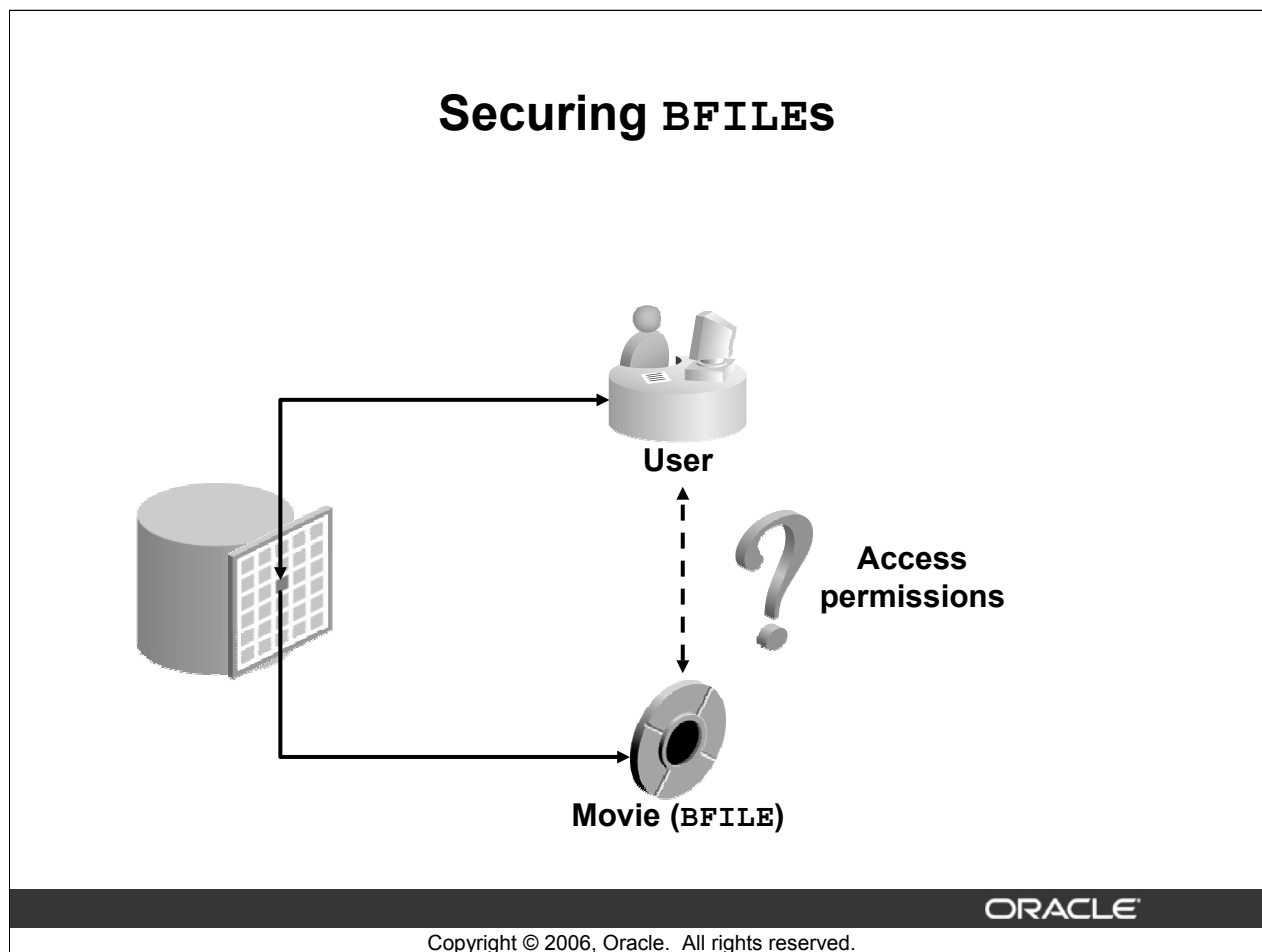 Securing BFILEs
User
Access
permissions
Movie (BFILE)
ORACLE®
Copyright © 2006, Oracle. All rights reserved.